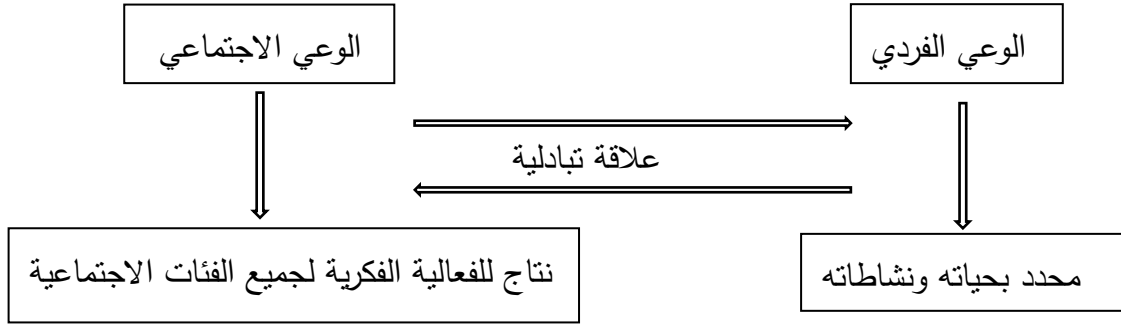 الوعي الفردي
الوعي الاجتماعي
علاقة تبادلية
محدد بحياته ونشاطاته
نتاج للفعالية الفكرية لجميع الفئات الاجتماعية